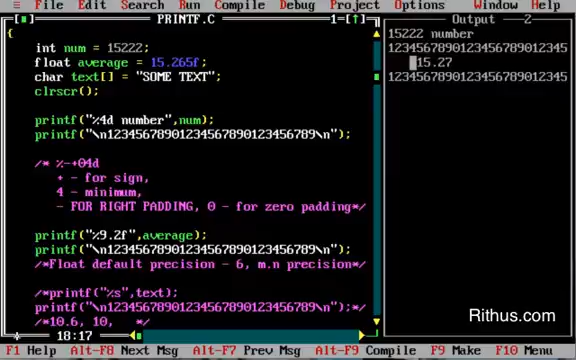 ≡ File Edit Search Run Compile Debug Project Options Window Help
[■] PRINTF.C 1=[↑]
Output 2
{
int num = 15222;
float average = 15.265f;
char text[] = "SOME TEXT";
clrscr();
printf("%4d number",num);
printf("\n12345678901234567890123456789\n");
/* %-+04d
+ - for sign,
4 - minimum,
- FOR RIGHT PADDING, 0 - for zero padding*/
printf("%9.2f",average);
printf("\n12345678901234567890123456789\n");
/*Float default precision - 6, m.n precision*/
/*printf("%s",text);
printf("\n12345678901234567890123456789\n");*/
/*10.6, 10, */
18:17
15222 number
1234567890123456789012345
15.27
1234567890123456789012345
Rithus.com
F1 Help Alt-F8 Next Msg Alt-F7 Prev Msg Alt-F9 Compile F9 Make F10 Menu